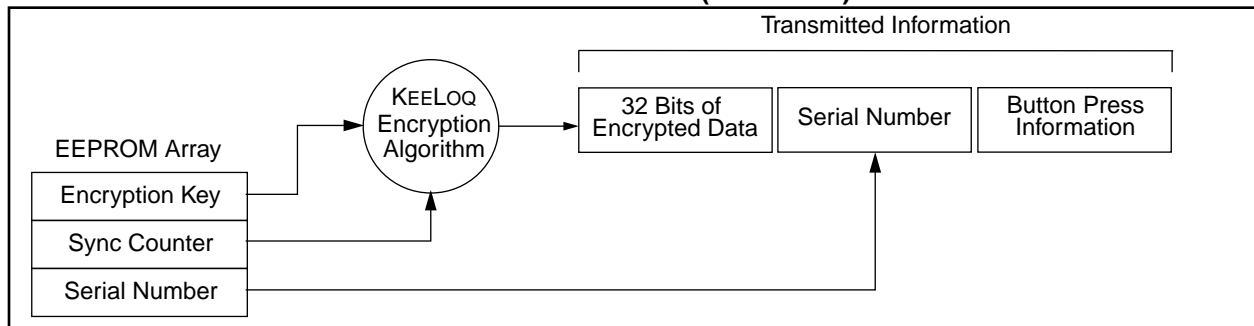 Transmitted Information
KEELOQ
Encryption
Algorithm
32 Bits of
Encrypted Data
Serial Number
Button Press
Information
EEPROM Array
Encryption Key
Sync Counter
Serial Number